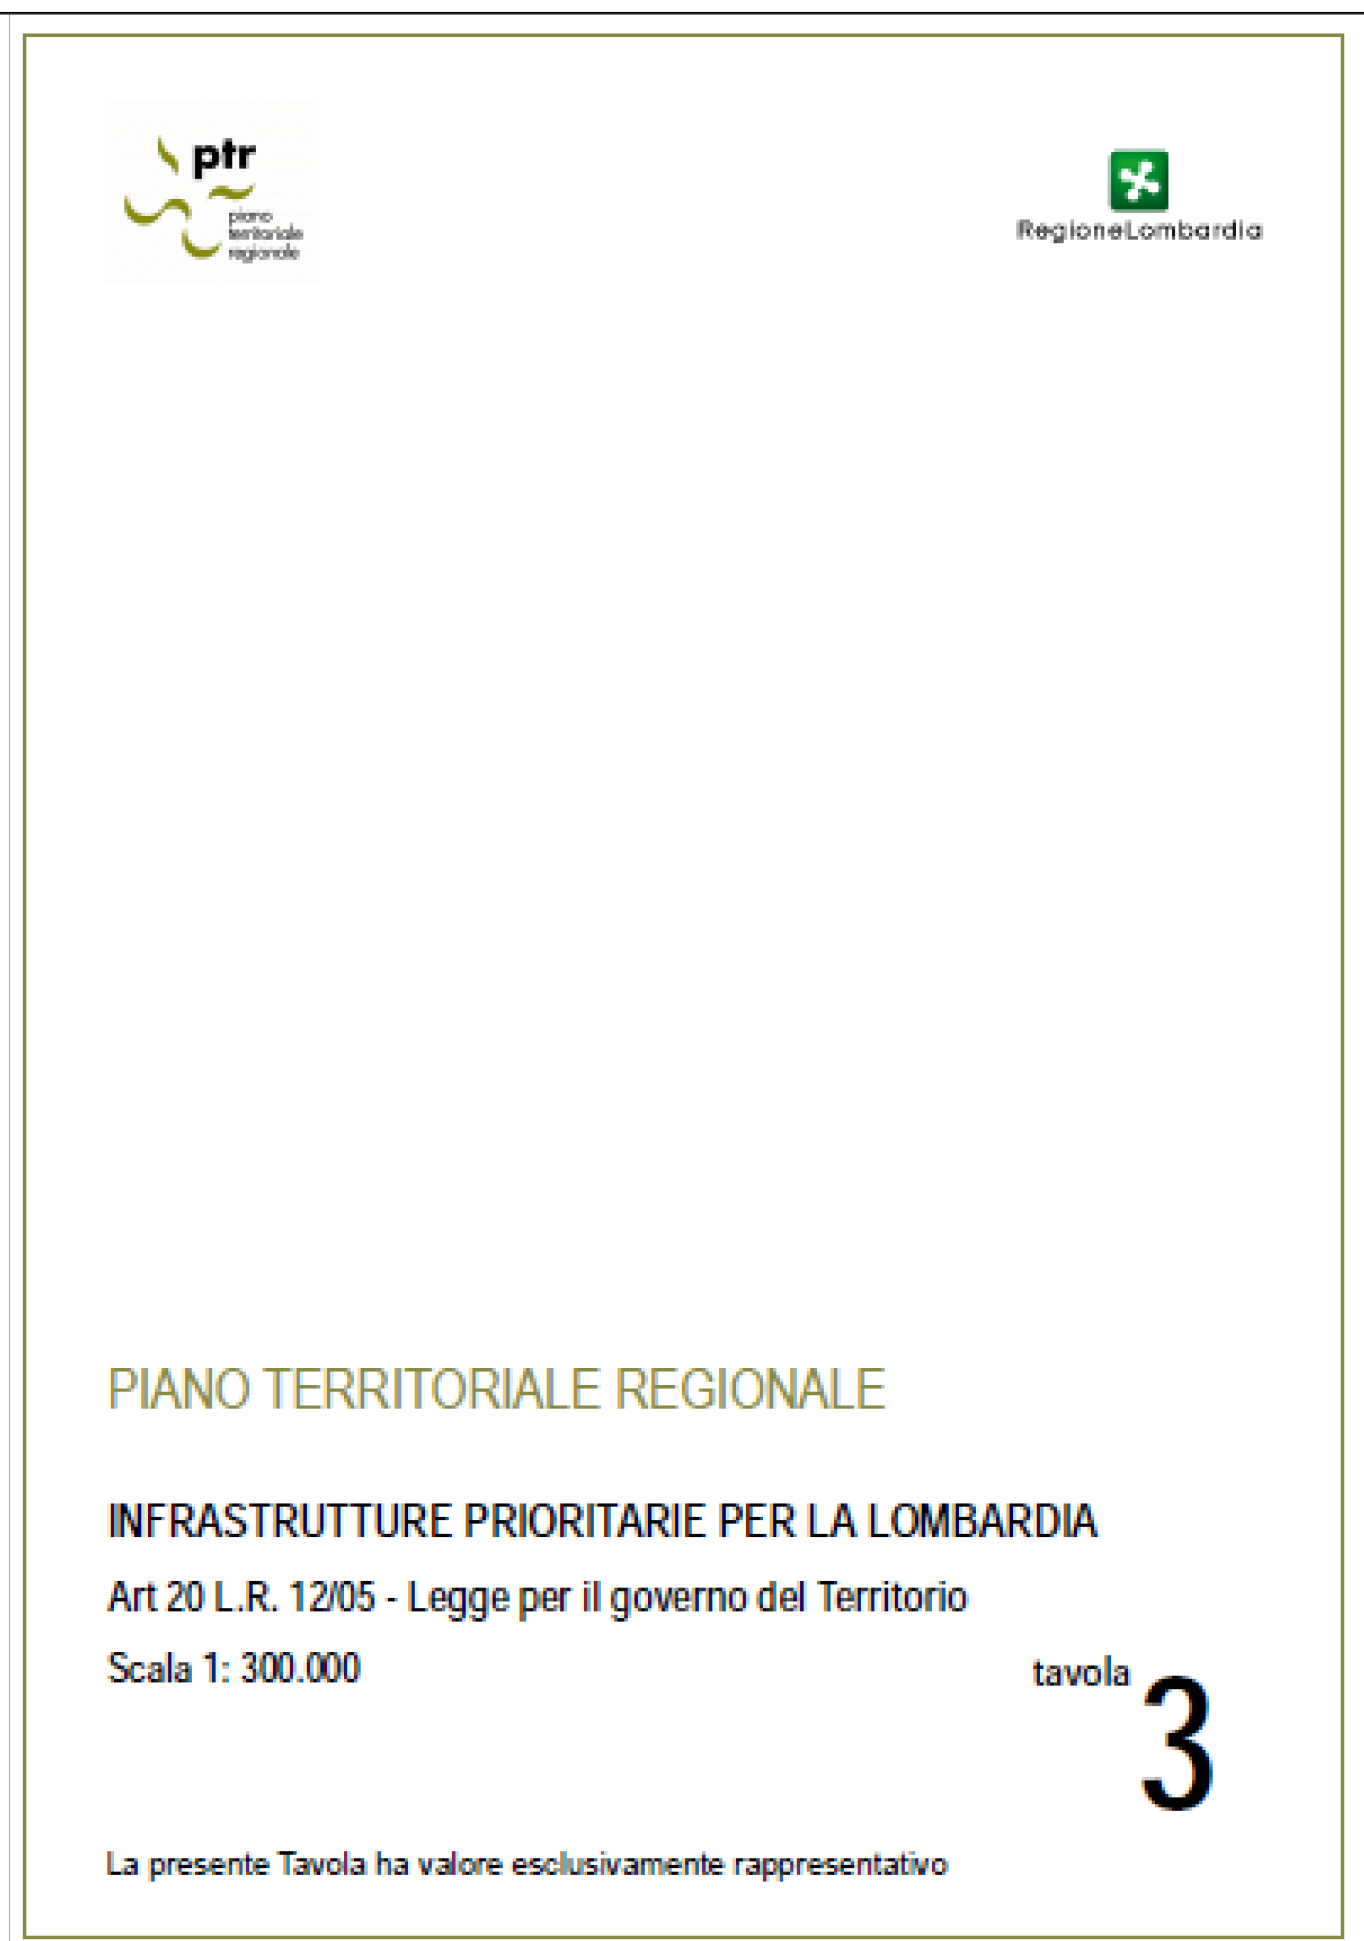 ptr
piano
territoriale
regionale
RegioneLombardia
PIANO TERRITORIALE REGIONALE
INFRASTRUTTURE PRIORITARIE PER LA LOMBARDIA
Art 20 L.R. 12/05 - Legge per il governo del Territorio
Scala 1: 300.000
tavola 3
La presente Tavola ha valore esclusivamente rappresentativo